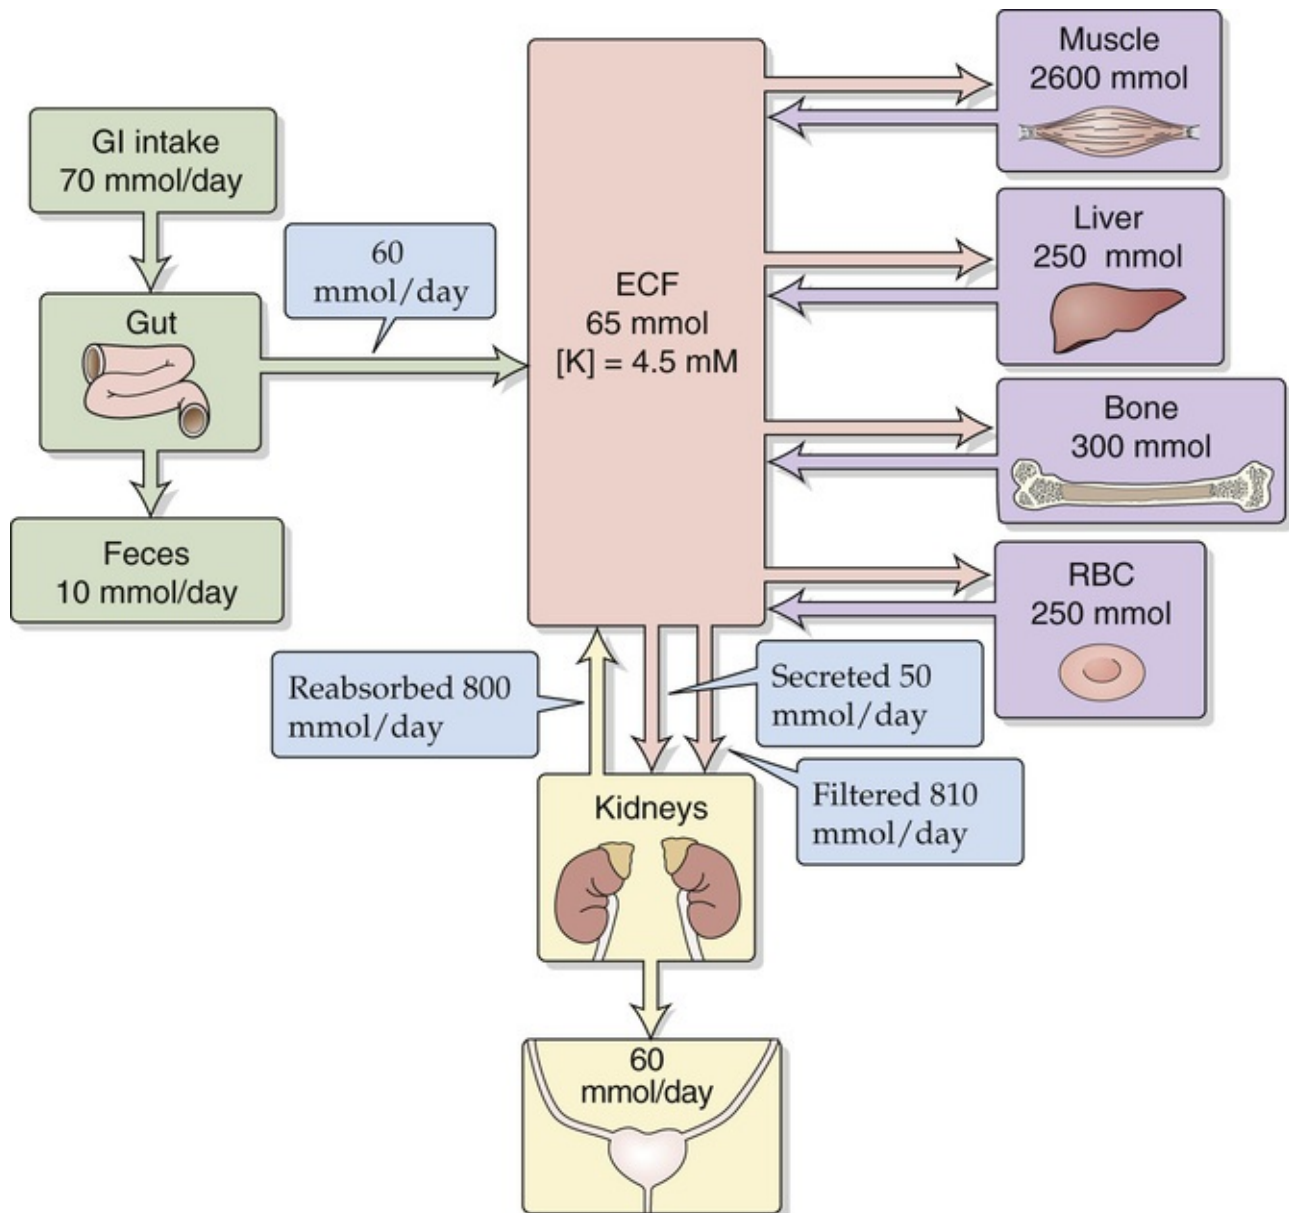 GI intake
70 mmol/day
Gut
Feces
10 mmol/day
60
mmol/day
ECF
65 mmol
[K] = 4.5 mM
Muscle
2600 mmol
Liver
250 mmol
Bone
300 mmol
RBC
250 mmol
Reabsorbed 800
mmol/day
Secreted 50
mmol/day
Filtered 810
mmol/day
Kidneys
60
mmol/day